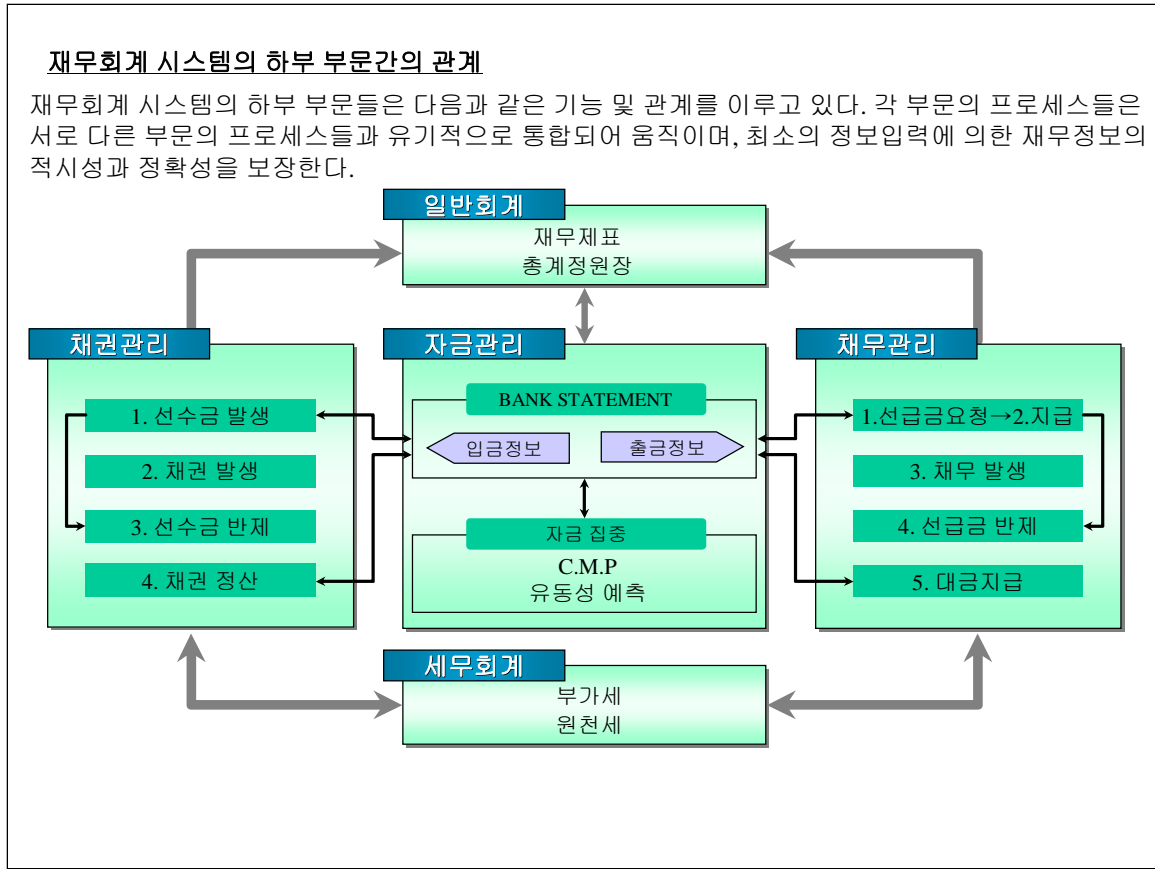 재무회계 시스템의 하부 부문간의 관계
재무회계 시스템의 하부 부문들은 다음과 같은 기능 및 관계를 이루고 있다. 각 부문의 프로세스들은
서로 다른 부문의 프로세스들과 유기적으로 통합되어 움직이며, 최소의 정보입력에 의한 재무정보의
적시성과 정확성을 보장한다.
일반회계
재무제표
총계정원장
채권관리
1. 선수금 발생
2. 채권 발생
3. 선수금 반제
4. 채권 정산
자금관리
BANK STATEMENT
입금정보
출금정보
자금 집중
C.M.P
유동성 예측
채무관리
1.선급금요청→2.지급
3. 채무 발생
4. 선급금 반제
5. 대금지급
세무회계
부가세
원천세